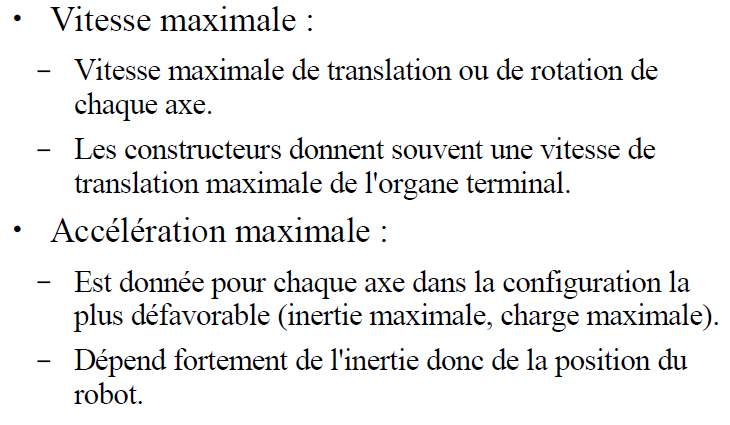 • Vitesse maximale :
– Vitesse maximale de translation ou de rotation de
chaque axe.
– Les constructeurs donnent souvent une vitesse de
translation maximale de l'organe terminal.
• Accélération maximale :
– Est donnée pour chaque axe dans la configuration la
plus défavorable (inertie maximale, charge maximale).
– Dépend fortement de l'inertie donc de la position du
robot.